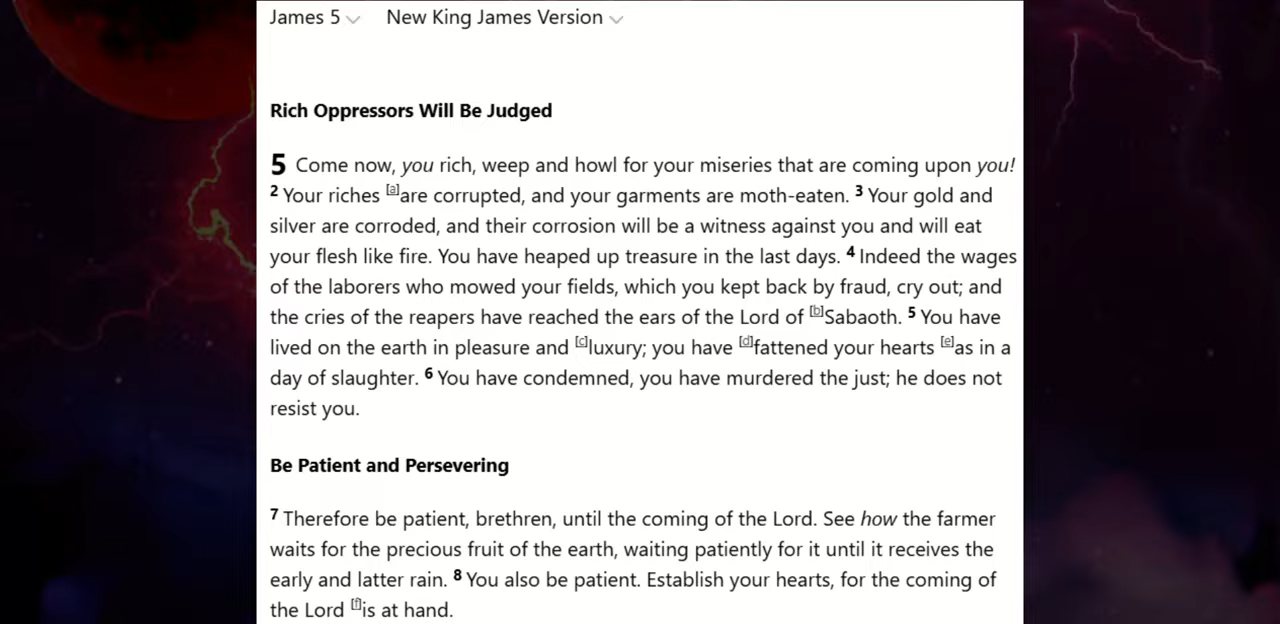 James 5 New King James Version
Rich Oppressors Will Be Judged
5 Come now, you rich, weep and howl for your miseries that are coming upon you!
2 Your riches [a]are corrupted, and your garments are moth-eaten. 3 Your gold and
silver are corroded, and their corrosion will be a witness against you and will eat
your flesh like fire. You have heaped up treasure in the last days. 4 Indeed the wages
of the laborers who mowed your fields, which you kept back by fraud, cry out; and
the cries of the reapers have reached the ears of the Lord of [b]Sabaoth. 5 You have
lived on the earth in pleasure and [c]luxury; you have [d]fattened your hearts [e]as in a
day of slaughter. 6 You have condemned, you have murdered the just; he does not
resist you.
Be Patient and Persevering
7 Therefore be patient, brethren, until the coming of the Lord. See how the farmer
waits for the precious fruit of the earth, waiting patiently for it until it receives the
early and latter rain. 8 You also be patient. Establish your hearts, for the coming of
the Lord [f]is at hand.